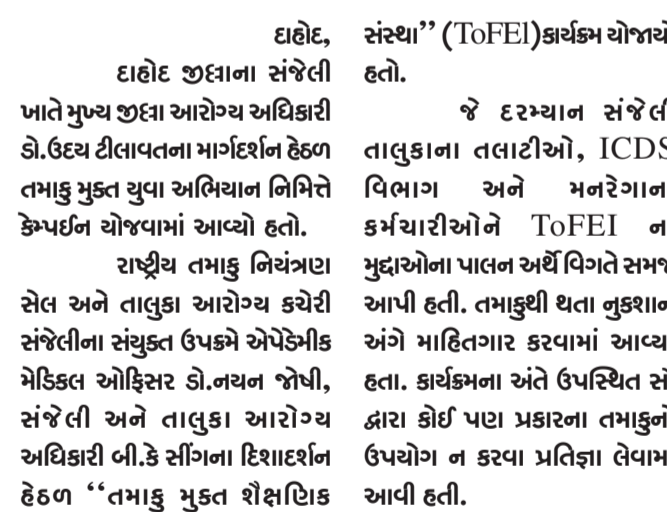 દાહોદ,
દાહોદ જીલ્લાના સંજેલી
ખાતે મુખ્ય જીલ્લા આરોગ્ય અધિકારી
ડો.ઉદય ટીલાવતના માર્ગદર્શન હેઠળ
તમાકુ મુક્ત યુવા અભિયાન નિમિત્તે
કેમ્પઈન યોજવામાં આવ્યો હતો.
રાષ્ટ્રીય તમાકુ નિયંત્રણ
સેલ અને તાલુકા આરોગ્ય કચેરી
સંજેલીના સંયુક્ત ઉપક્રમે એપેડેમીક
મેડિકલ ઓફિસર ડો.નયન જોષી,
સંજેલી અને તાલુકા આરોગ્ય
અધિકારી બી.કે સીંગના દિશાદર્શન
હેઠળ “તમાકુ મુક્ત શૈક્ષણિક
સંસ્થા” (ToFEl)કાર્યક્રમ યોજાયો
હતો.
જે દરમ્યાન સંજેલી
તાલુકાના તલાટીઓ, ICDS
વિભાગ અને મનરેગાન
કર્મચારીઓને ToFEI ન
મુદ્દાઓના પાલન અર્થે વિગતે સમજ
આપી હતી. તમાકુથી થતા નુકશાન
અંગે માહિતગાર કરવામાં આવ્ય
હતા. કાર્યક્રમના અંતે ઉપસ્થિત સૌ
દ્વારા કોઈ પણ પ્રકારના તમાકુનો
ઉપયોગ ન કરવા પ્રતિજ્ઞા લેવામ
આવી હતી.